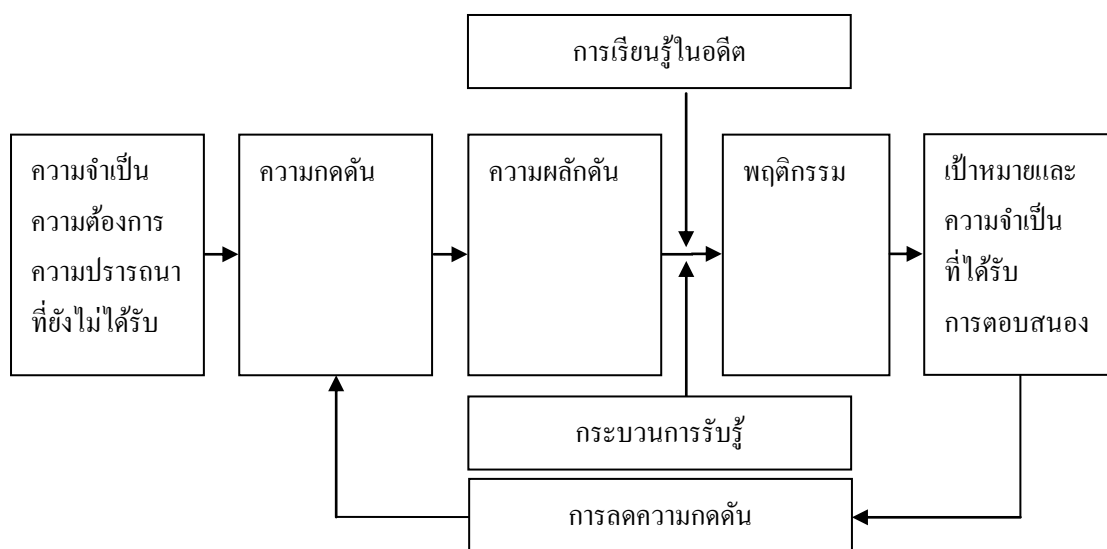 การเรียนรู้ในอดีต
ความจำเป็น
ความต้องการ
ความปรารถนา
ที่ยังไม่ได้รับ
ความกดดัน
ความผลักดัน
พฤติกรรม
เป้าหมายและ
ความจำเป็น
ที่ได้รับ
การตอบสนอง
กระบวนการรับรู้
การลดความกดดัน